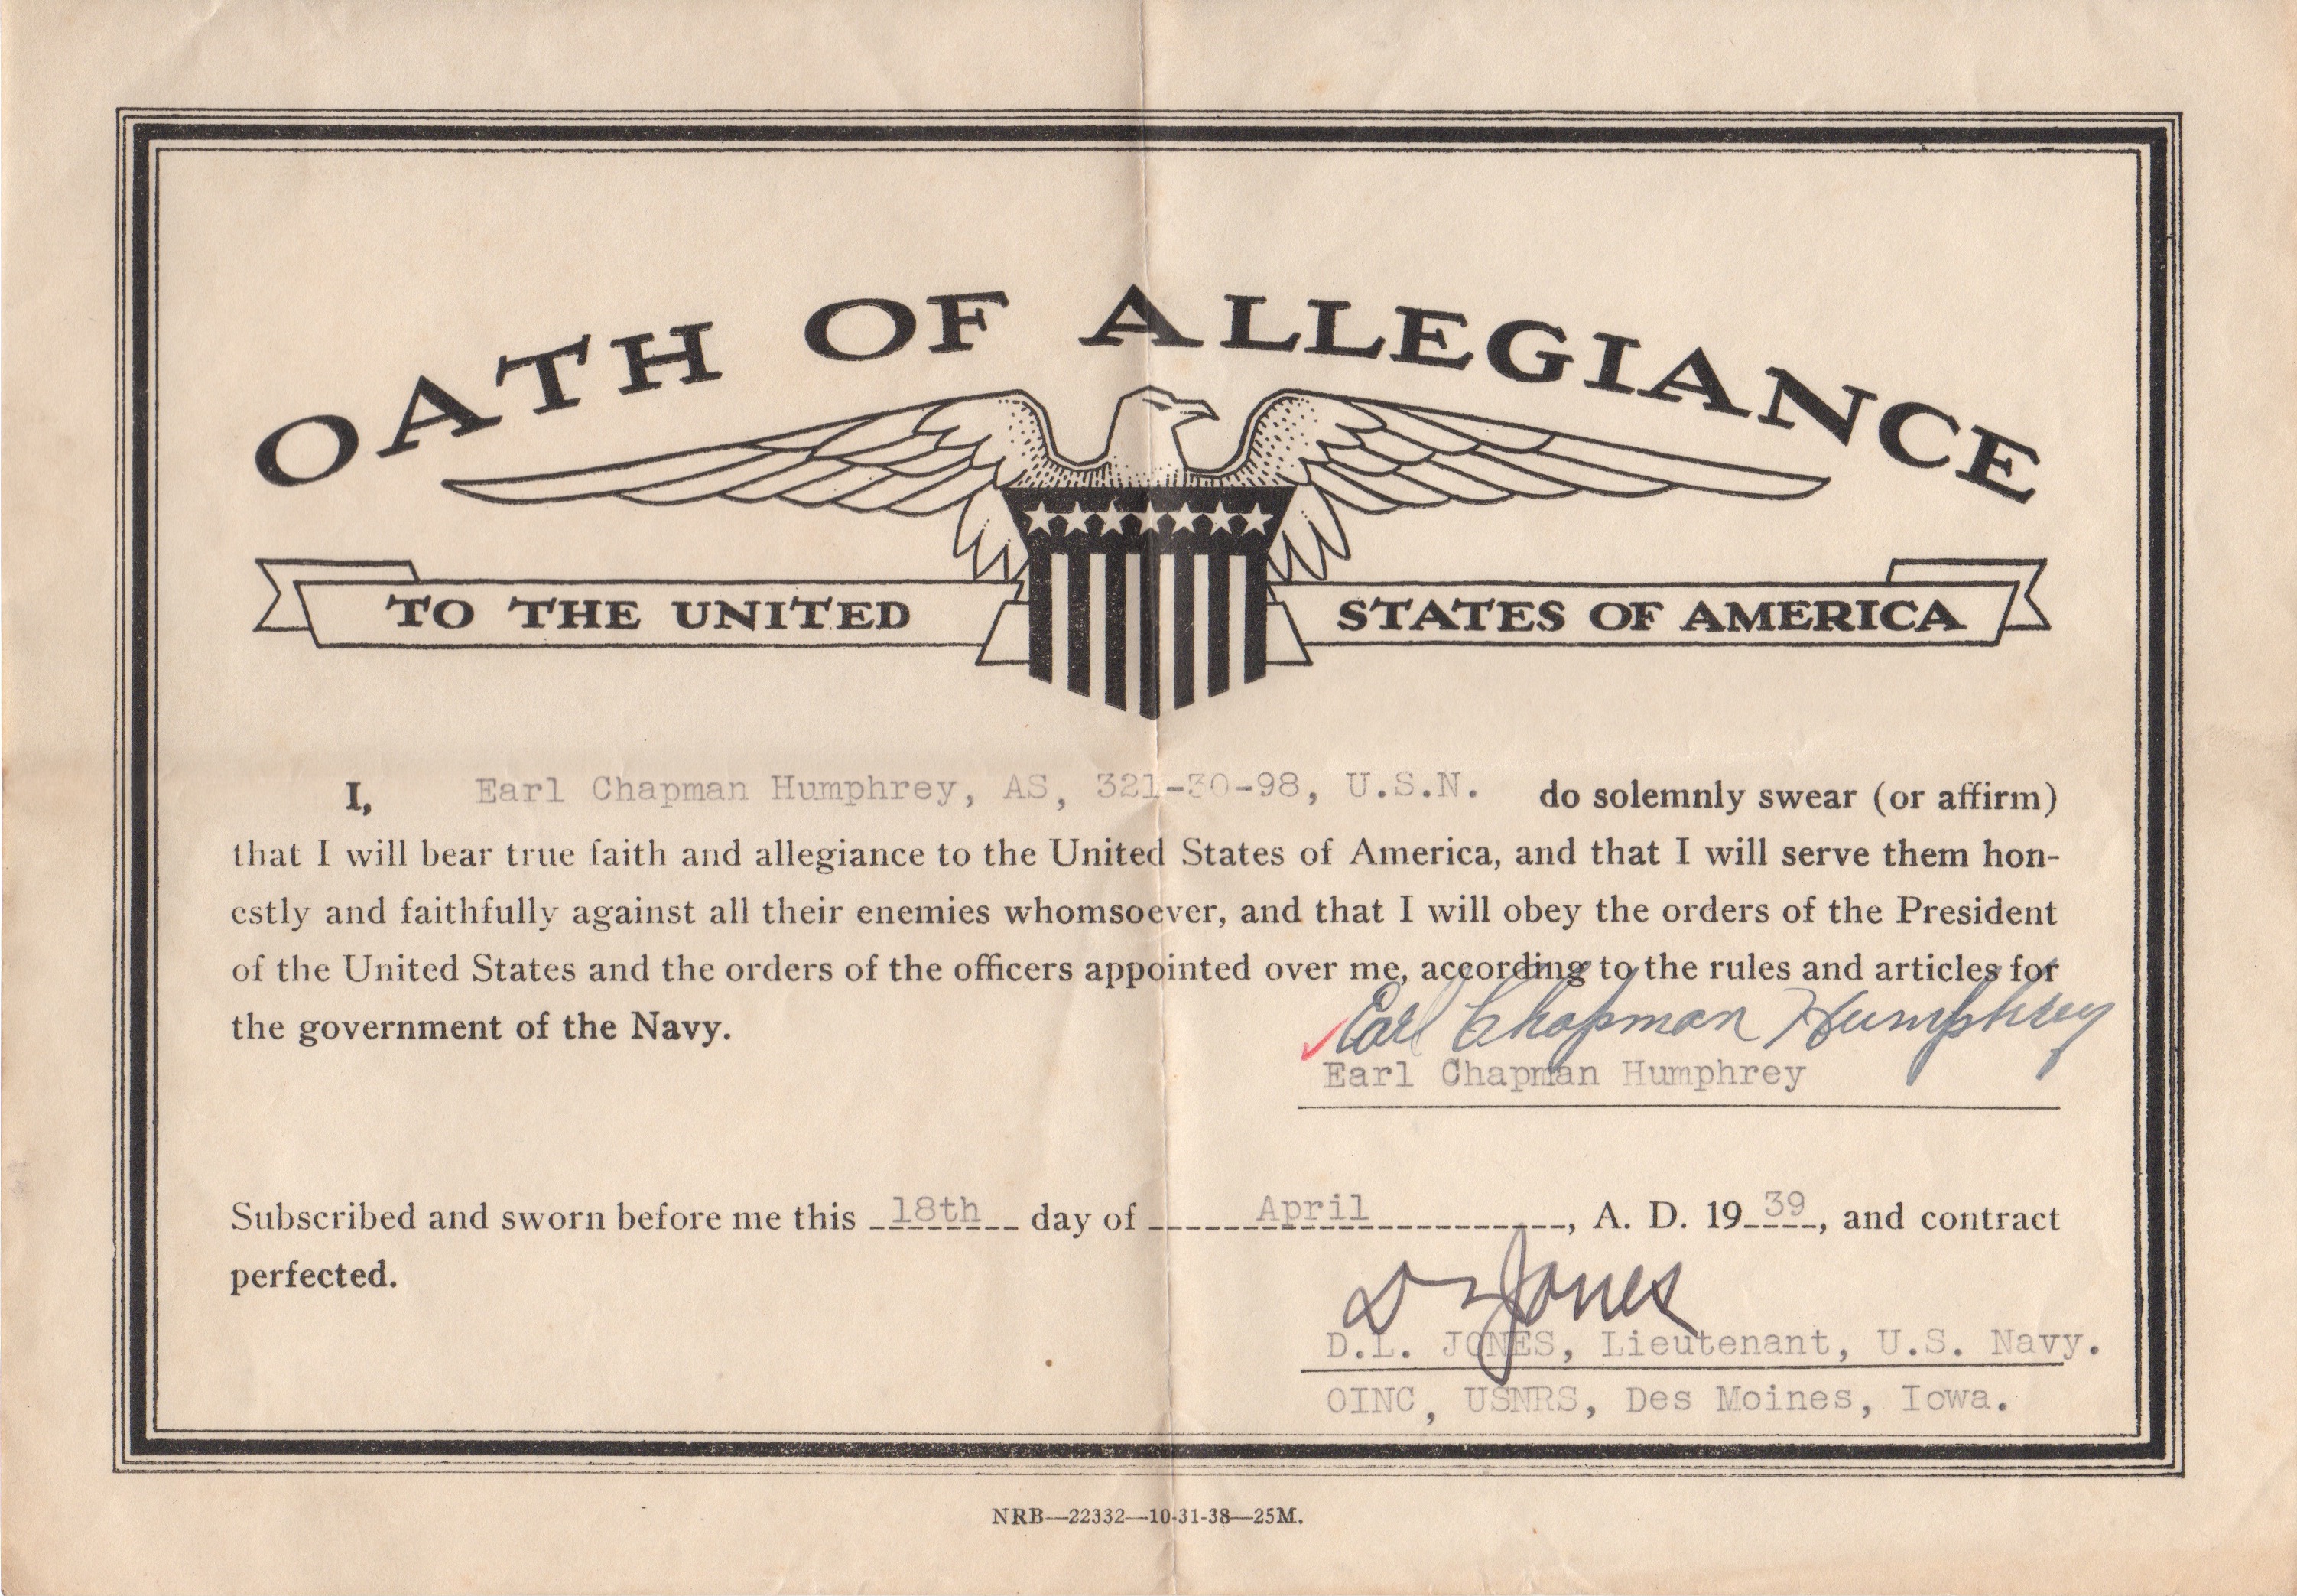 OATH OF ALLEGIANCE
TO THE UNITED STATES OF AMERICA
I, Earl Chapman Humphrey, AS, 321-30-98, U.S.N. do solemnly swear (or affirm)
that I will bear true faith and allegiance to the United States of America, and that I will serve them hon-
estly and faithfully against all their enemies whomsoever, and that I will obey the orders of the President
of the United States and the orders of the officers appointed over me, according to the rules and articles for
the government of the Navy.
Earl Chapman Humphrey
Earl Chapman Humphrey
Subscribed and sworn before me this 18th day of April, A. D. 1939, and contract
perfected.
D L Jones
D.L. JONES, Lieutenant, U.S. Navy.
OINC, USNRS, Des Moines, Iowa.
NRB—22332—10-31-38—25M.